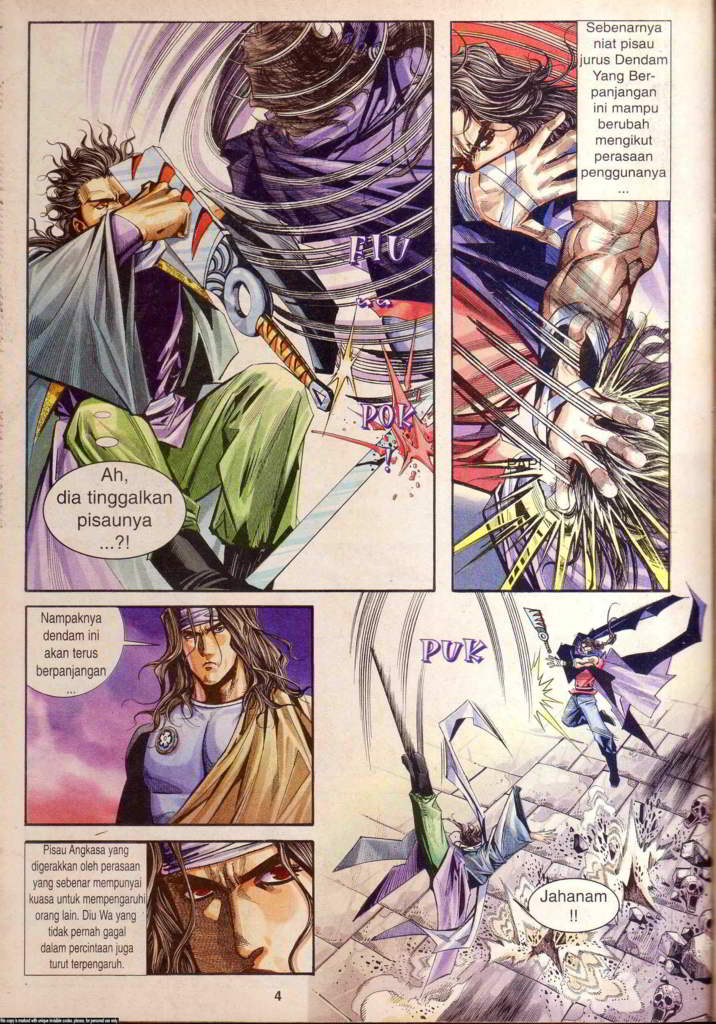 FIU
POK
!
Ah,
dia tinggalkan
pisaunya
...?!
Sebenarnya
niat pisau
jurus Dendam
Yang Ber-
panjangan
ini mampu
berubah
mengikut
perasaan
penggunanya
...
PAP!
Nampaknya
dendam ini
akan terus
berpanjangan
...
PUK
Pisau Angkasa yang
digerakkan oleh perasaan
yang sebenar mempunyai
kuasa untuk mempengaruhi
orang lain. Diu Wa yang
tidak pernah gagal
dalam percintaan juga
turut terpengaruh.
Jahanam
!!
4